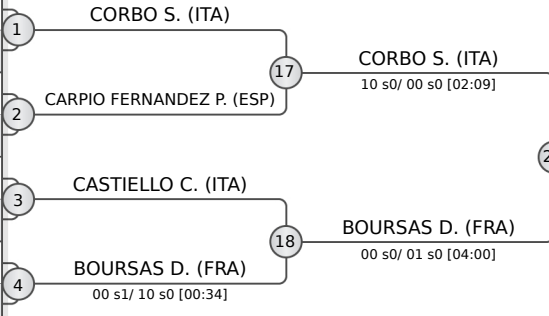 CORBO S. (ITA)
1
17
CORBO S. (ITA)
10 s0/ 00 s0 [02:09]
CARPIO FERNANDEZ P. (ESP)
2
2
CASTIELLO C. (ITA)
3
18
BOURSAS D. (FRA)
00 s0/ 01 s0 [04:00]
BOURSAS D. (FRA)
4
00 s1/ 10 s0 [00:34]